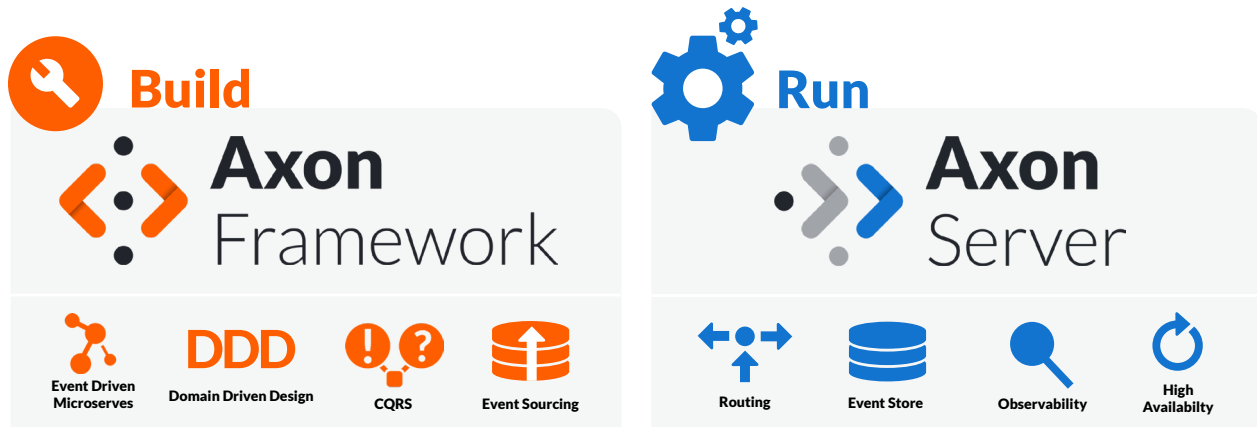 Build
Axon
Framework
Event Driven
Microserves
DDD
Domain Driven Design
! ?
CQRS
Event Sourcing
Run
Axon
Server
Routing
Event Store
Observability
High
Availabilty